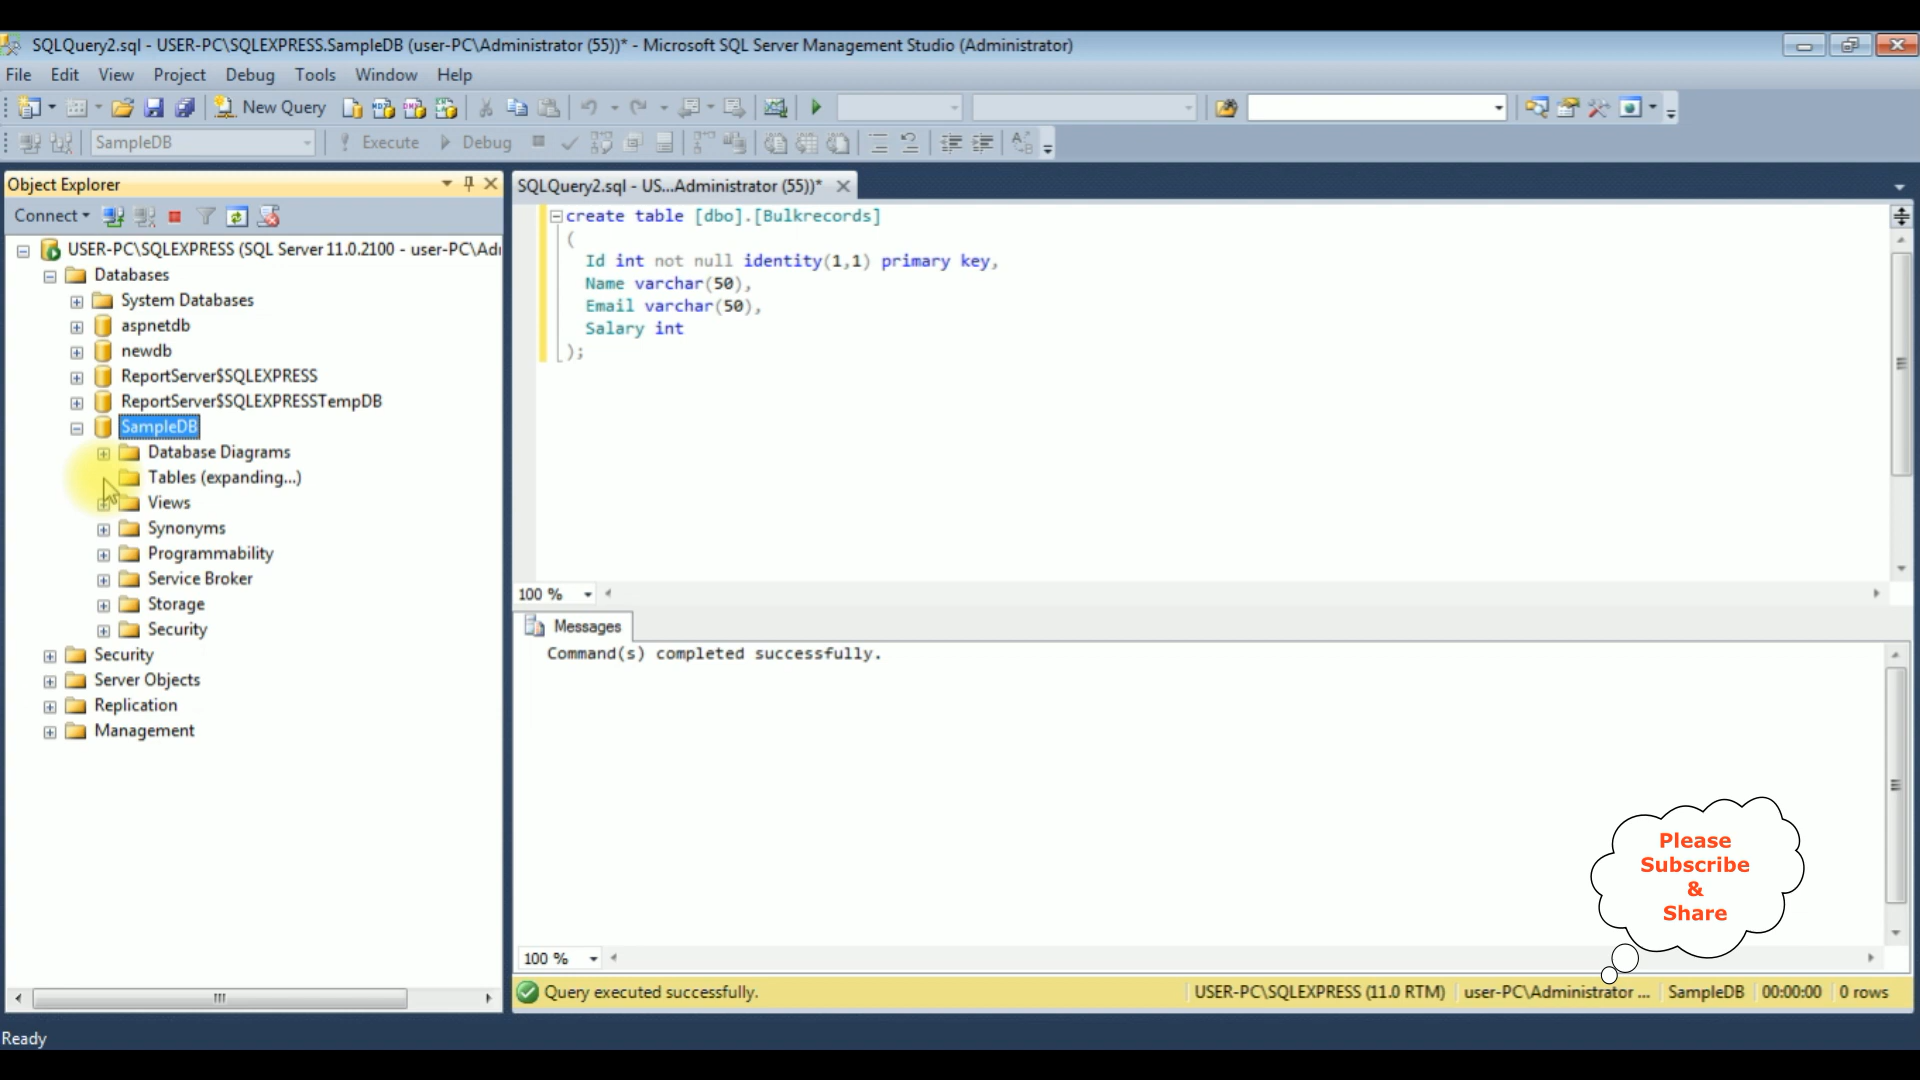 SQLQuery2.sql - USER-PC\SQLEXPRESS.SampleDB (user-PC\Administrator (55))* - Microsoft SQL Server Management Studio (Administrator)
File Edit View Project Debug Tools Window Help
New Query
SampleDB Execute Debug
Object Explorer
Connect
USER-PC\SQLEXPRESS (SQL Server 11.0.2100 - user-PC\Ad
Databases
System Databases
aspnetdb
newdb
ReportServer$SQLEXPRESS
ReportServer$SQLEXPRESSTempDB
SampleDB
Database Diagrams
Tables (expanding...)
Views
Synonyms
Programmability
Service Broker
Storage
Security
Security
Server Objects
Replication
Management
SQLQuery2.sql - US...Administrator (55))*
create table [dbo].[Bulkrecords]
(
Id int not null identity(1,1) primary key,
Name varchar(50),
Email varchar(50),
Salary int
);
100 %
Messages
Command(s) completed successfully.
Please
Subscribe
&
Share
100 %
Query executed successfully. USER-PC\SQLEXPRESS (11.0 RTM) user-PC\Administrator ... SampleDB 00:00:00 0 rows
Ready